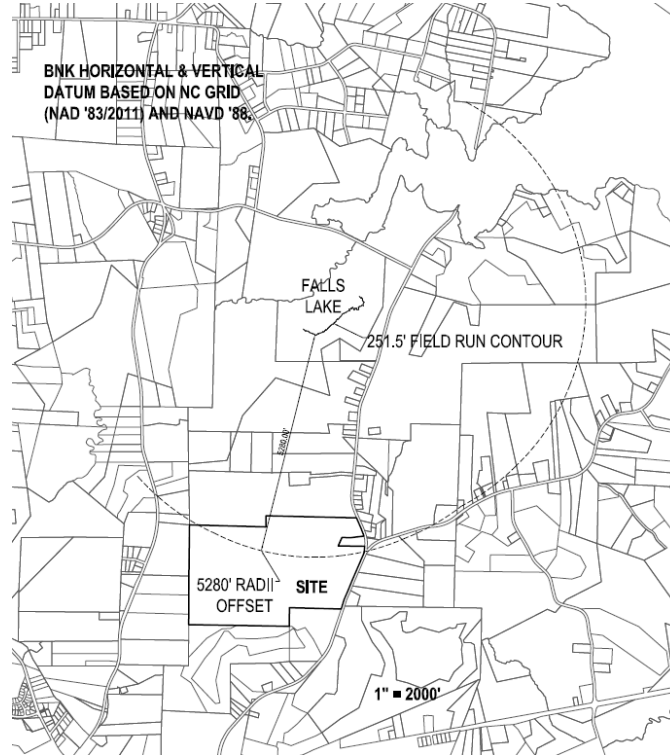 BNK HORIZONTAL & VERTICAL
DATUM BASED ON NC GRID
(NAD '83/2011) AND NAVD '88.
FALLS
LAKE
251.5' FIELD RUN CONTOUR
5280.00'
5280' RADII
OFFSET
SITE
1" = 2000'